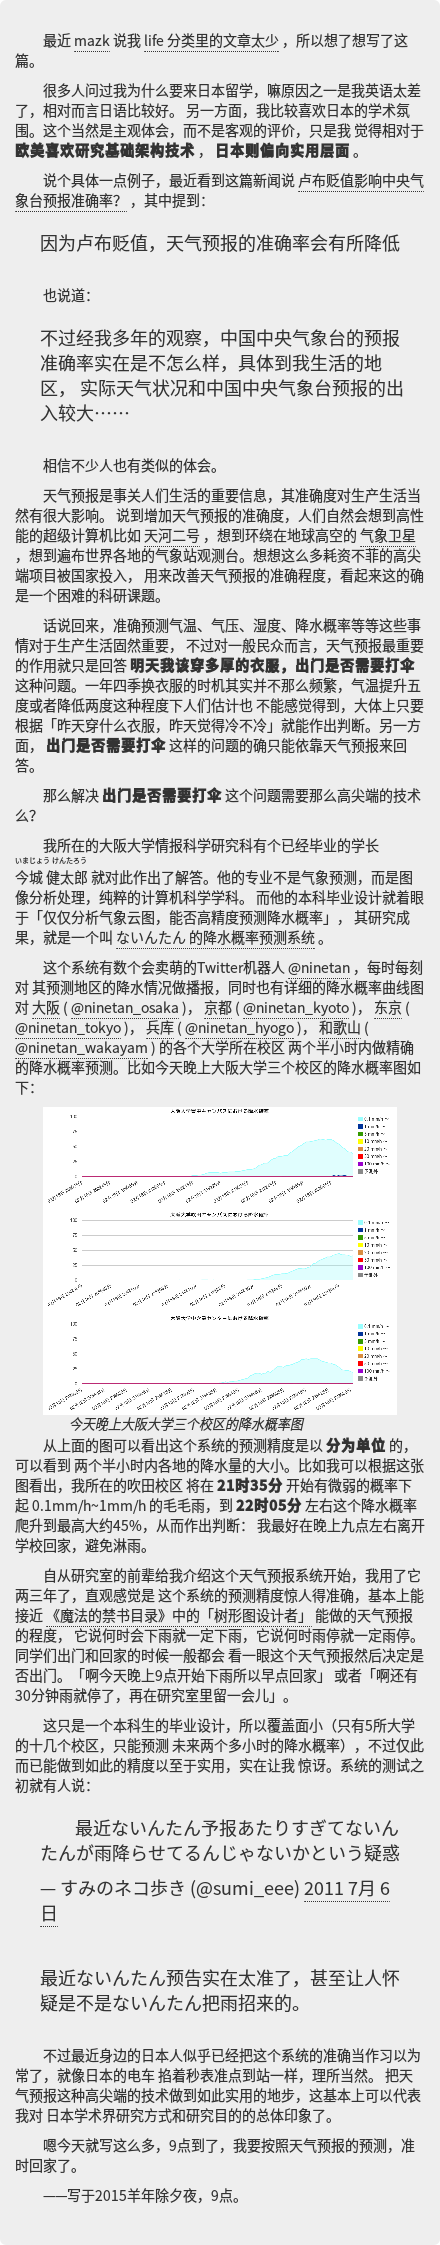 最近 mazk 说我 life 分类里的文章太少 ，所以想了想写了这
篇。
很多人问过我为什么要来日本留学，嘛原因之一是我英语太差
了，相对而言日语比较好。 另一方面，我比较喜欢日本的学术氛
围。这个当然是主观体会，而不是客观的评价，只是我 觉得相对于
欧美喜欢研究基础架构技术 ， 日本则偏向实用层面 。
说个具体一点例子，最近看到这篇新闻说 卢布贬值影响中央气
象台预报准确率？ ，其中提到：
因为卢布贬值，天气预报的准确率会有所降低
也说道：
不过经我多年的观察，中国中央气象台的预报
准确率实在是不怎么样，具体到我生活的地
区， 实际天气状况和中国中央气象台预报的出
入较大……
相信不少人也有类似的体会。
天气预报是事关人们生活的重要信息，其准确度对生产生活当
然有很大影响。 说到增加天气预报的准确度，人们自然会想到高性
能的超级计算机比如 天河二号 ，想到环绕在地球高空的 气象卫星
，想到遍布世界各地的气象站观测台。想想这么多耗资不菲的高尖
端项目被国家投入， 用来改善天气预报的准确程度，看起来这的确
是一个困难的科研课题。
话说回来，准确预测气温、气压、湿度、降水概率等等这些事
情对于生产生活固然重要， 不过对一般民众而言，天气预报最重要
的作用就只是回答 明天我该穿多厚的衣服，出门是否需要打伞
这种问题。一年四季换衣服的时机其实并不那么频繁，气温提升五
度或者降低两度这种程度下人们估计也 不能感觉得到，大体上只要
根据「昨天穿什么衣服，昨天觉得冷不冷」就能作出判断。另一方
面， 出门是否需要打伞 这样的问题的确只能依靠天气预报来回
答。
那么解决 出门是否需要打伞 这个问题需要那么高尖端的技术
么？
我所在的大阪大学情报科学研究科有个已经毕业的学长
いまじょう けんたろう
今城 健太郎 就对此作出了解答。他的专业不是气象预测，而是图
像分析处理，纯粹的计算机科学学科。 而他的本科毕业设计就着眼
于「仅仅分析气象云图，能否高精度预测降水概率」， 其研究成
果，就是一个叫 ないんたん 的降水概率预测系统 。
这个系统有数个会卖萌的Twitter机器人 @ninetan ，每时每刻
对 其预测地区的降水情况做播报，同时也有详细的降水概率曲线图
对 大阪 ( @ninetan_osaka )， 京都 ( @ninetan_kyoto )， 东京 (
@ninetan_tokyo )， 兵库 ( @ninetan_hyogo )， 和歌山 (
@ninetan_wakayam ) 的各个大学所在校区 两个半小时内做精确
的降水概率预测。比如今天晚上大阪大学三个校区的降水概率图如
下：
今天晚上大阪大学三个校区的降水概率图
从上面的图可以看出这个系统的预测精度是以 分为单位 的，
可以看到 两个半小时内各地的降水量的大小。比如我可以根据这张
图看出，我所在的吹田校区 将在 21时35分 开始有微弱的概率下
起 0.1mm/h~1mm/h 的毛毛雨，到 22时05分 左右这个降水概率
爬升到最高大约45%，从而作出判断： 我最好在晚上九点左右离开
学校回家，避免淋雨。
自从研究室的前辈给我介绍这个天气预报系统开始，我用了它
两三年了，直观感觉是 这个系统的预测精度惊人得准确，基本上能
接近 《魔法的禁书目录》中的「树形图设计者」 能做的天气预报
的程度， 它说何时会下雨就一定下雨，它说何时雨停就一定雨停。
同学们出门和回家的时候一般都会 看一眼这个天气预报然后决定是
否出门。「啊今天晚上9点开始下雨所以早点回家」 或者「啊还有
30分钟雨就停了，再在研究室里留一会儿」。
这只是一个本科生的毕业设计，所以覆盖面小（只有5所大学
的十几个校区，只能预测 未来两个多小时的降水概率），不过仅此
而已能做到如此的精度以至于实用，实在让我 惊讶。系统的测试之
初就有人说：
最近ないんたん予报あたりすぎてないん
たんが雨降らせてるんじゃないかという疑惑
— すみのネコ歩き (@sumi_eee) 2011 7月 6
日
最近ないんたん预告实在太准了，甚至让人怀
疑是不是ないんたん把雨招来的。
不过最近身边的日本人似乎已经把这个系统的准确当作习以为
常了，就像日本的电车 掐着秒表准点到站一样，理所当然。 把天
气预报这种高尖端的技术做到如此实用的地步，这基本上可以代表
我对 日本学术界研究方式和研究目的的总体印象了。
嗯今天就写这么多，9点到了，我要按照天气预报的预测，准
时回家了。
——写于2015羊年除夕夜，9点。